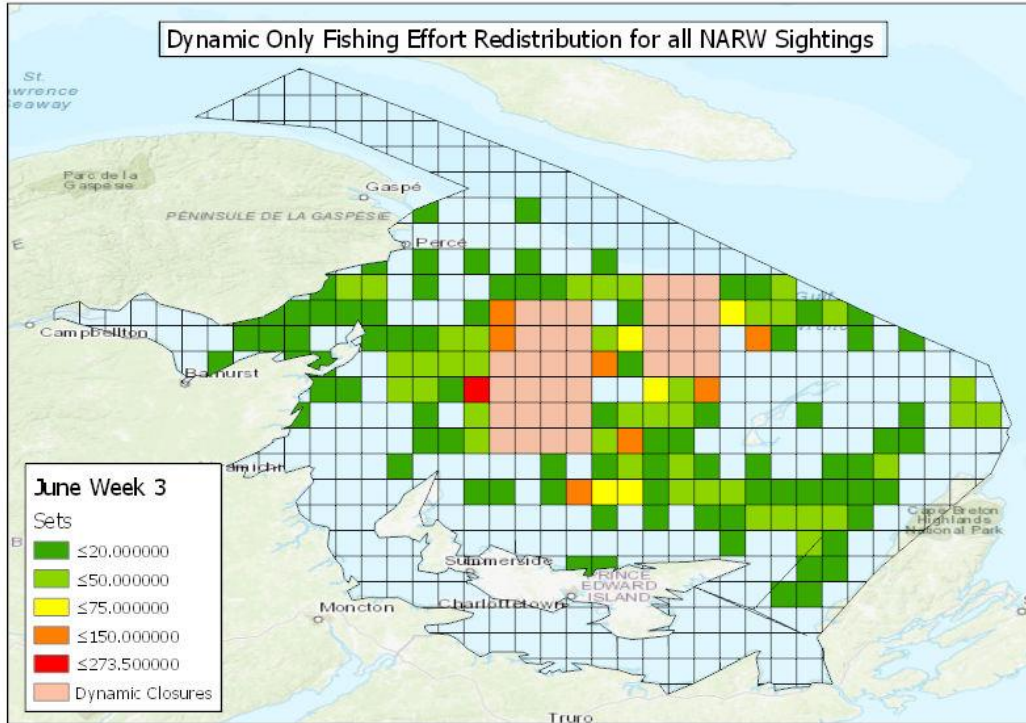 Dynamic Only Fishing Effort Redistribution for all NARW Sightings
St.
awrence
Seaway
Parc de la
Gaspésie
Gaspé
PÉNINSULE DE LA GASPÉSIE
Percé
E
Gulf
Campbellton
Bathurst
June Week 3
Sets
≤20.000000
≤50.000000
≤75.000000
≤150.000000
≤273.500000
Dynamic Closures
B
Cape Breton
Highlands
National Park
Summerside
PRINCE
EDWARD
ISLAND
Charlottetown
Moncton
Truro